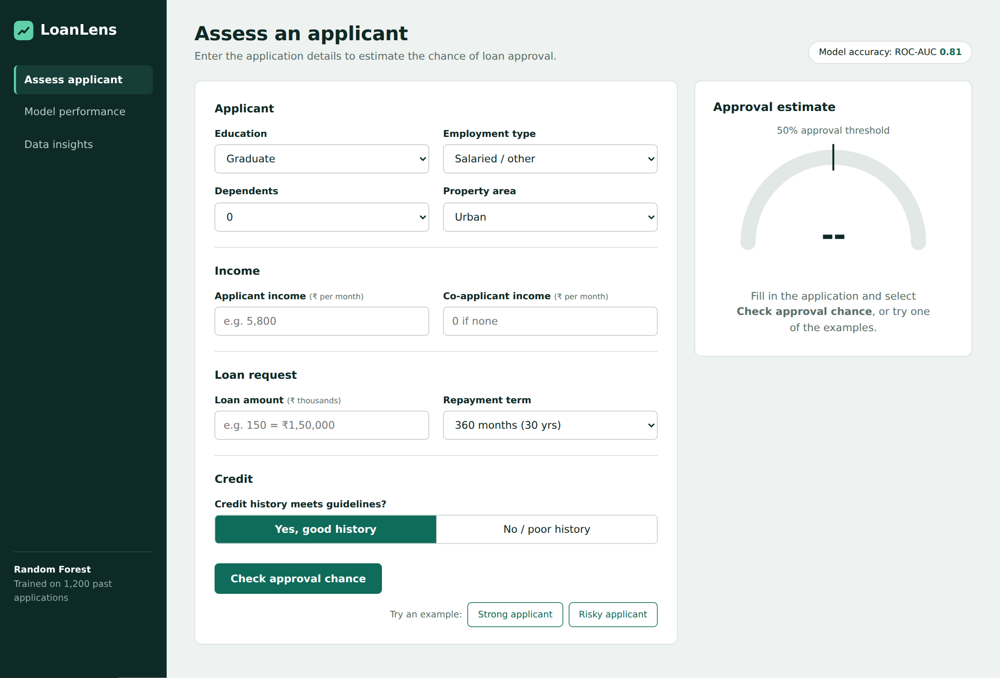 LoanLens
Assess applicant
Model performance
Data insights
Random Forest
Trained on 1,200 past
applications
Assess an applicant
Enter the application details to estimate the chance of loan approval.
Model accuracy: ROC-AUC 0.81
Applicant
Education
Employment type
Graduate
Salaried / other
Dependents
Property area
0
Urban
Income
Applicant income (₹ per month)
Co-applicant income (₹ per month)
e.g. 5,800
0 if none
Loan request
Loan amount (₹ thousands)
Repayment term
e.g. 150 = ₹1,50,000
360 months (30 yrs)
Credit
Credit history meets guidelines?
Yes, good history
No / poor history
Check approval chance
Try an example:
Strong applicant
Risky applicant
Approval estimate
50% approval threshold
--
Fill in the application and select
Check approval chance, or try one
of the examples.